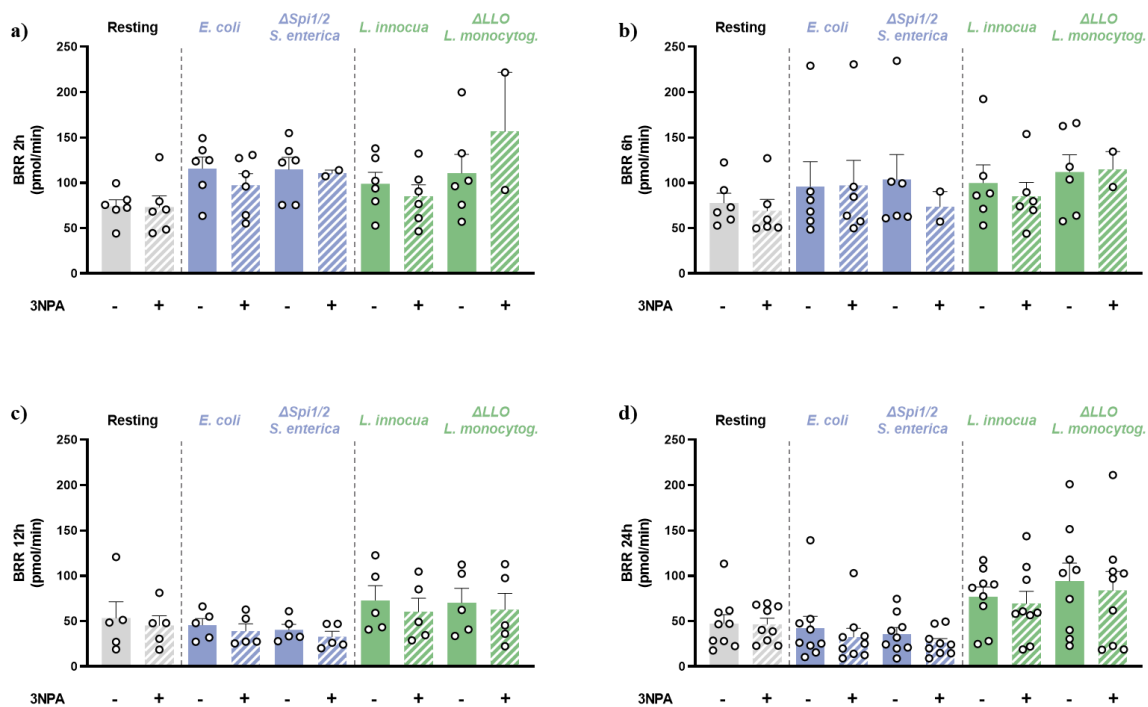 a)
Resting
E. coli
ΔSpi1/2
S. enterica
L. innocua
ΔLLO
L. monocytog.
BRR 2h
(pmol/min)
250
200
150
100
50
0
3NPA - + - + - + - + - +
b)
Resting
E. coli
ΔSpi1/2
S. enterica
L. innocua
ΔLLO
L. monocytog.
BRR 6h
(pmol/min)
250
200
150
100
50
0
3NPA - + - + - + - + - +
c)
Resting
E. coli
ΔSpi1/2
S. enterica
L. innocua
ΔLLO
L. monocytog.
BRR 12h
(pmol/min)
250
200
150
100
50
0
3NPA - + - + - + - + - +
d)
Resting
E. coli
ΔSpi1/2
S. enterica
L. innocua
ΔLLO
L. monocytog.
BRR 24h
(pmol/min)
250
200
150
100
50
0
3NPA - + - + - + - + - +